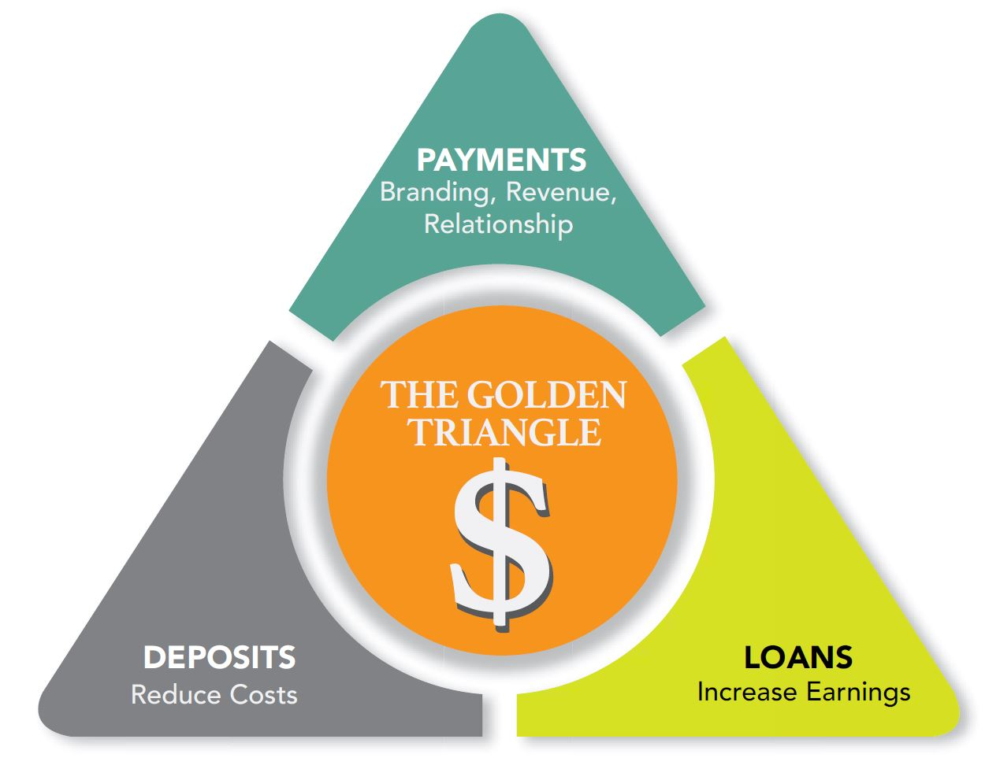 PAYMENTS
Branding, Revenue,
Relationship
THE GOLDEN
TRIANGLE
$
DEPOSITS
Reduce Costs
LOANS
Increase Earnings